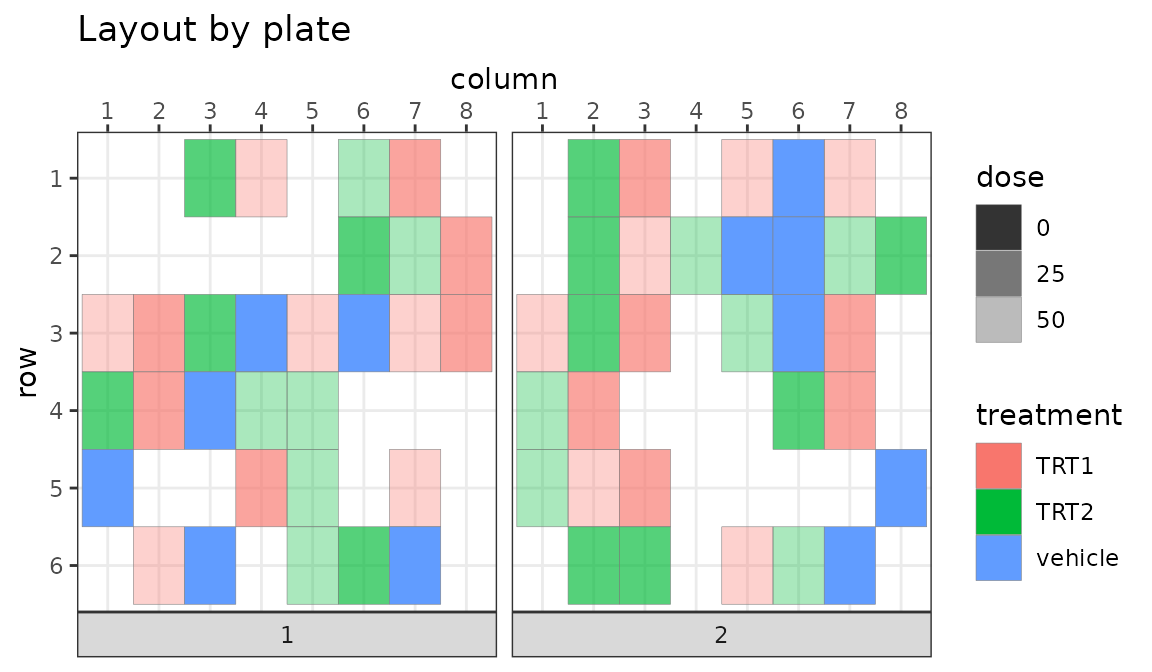 Layout by plate
column
1 2 3 4 5 6 7 8 1 2 3 4 5 6 7 8
row
1
2
3
4
5
6
1 2
dose
0
25
50
treatment
TRT1
TRT2
vehicle